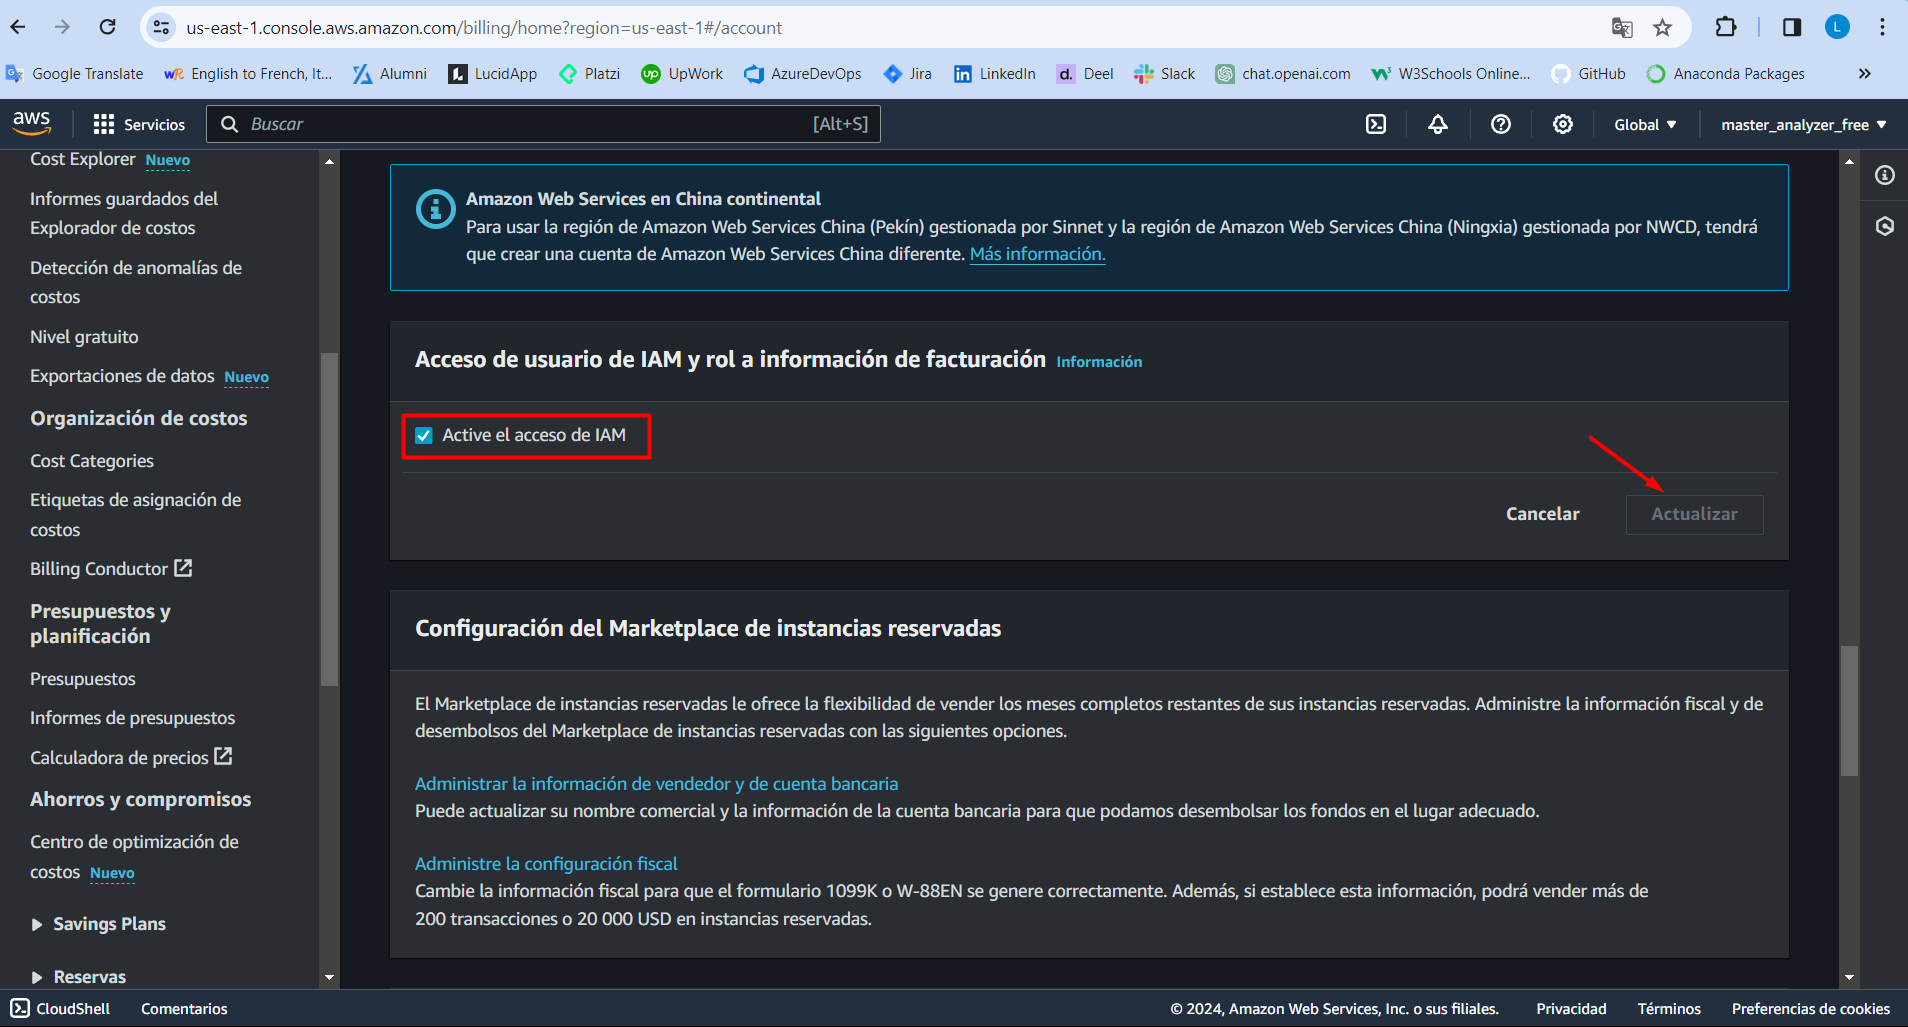 us-east-1.console.aws.amazon.com/billing/home?region=us-east-1#/account
L
Google Translate
English to French, It...
Alumni
LucidApp
Platzi
UpWork
AzureDevOps
Jira
LinkedIn
Deel
Slack
chat.openai.com
W3Schools Online...
GitHub
Anaconda Packages
»
aws
Servicios
Buscar
[Alt+S]
Global
master_analyzer_free
Cost Explorer Nuevo
Informes guardados del
Explorador de costos
Detección de anomalías de
costos
Nivel gratuito
Exportaciones de datos Nuevo
Organización de costos
Cost Categories
Etiquetas de asignación de
costos
Billing Conductor
Presupuestos y
planificación
Presupuestos
Informes de presupuestos
Calculadora de precios
Ahorros y compromisos
Centro de optimización de
costos Nuevo
Savings Plans
Reservas
Amazon Web Services en China continental
Para usar la región de Amazon Web Services China (Pekín) gestionada por Sinnet y la región de Amazon Web Services China (Ningxia) gestionada por NWCD, tendrá
que crear una cuenta de Amazon Web Services China diferente. Más información.
Acceso de usuario de IAM y rol a información de facturación Información
Active el acceso de IAM
Cancelar
Actualizar
Configuración del Marketplace de instancias reservadas
El Marketplace de instancias reservadas le ofrece la flexibilidad de vender los meses completos restantes de sus instancias reservadas. Administre la información fiscal y de
desembolsos del Marketplace de instancias reservadas con las siguientes opciones.
Administrar la información de vendedor y de cuenta bancaria
Puede actualizar su nombre comercial y la información de la cuenta bancaria para que podamos desembolsar los fondos en el lugar adecuado.
Administre la configuración fiscal
Cambie la información fiscal para que el formulario 1099K o W-88EN se genere correctamente. Además, si establece esta información, podrá vender más de
200 transacciones o 20 000 USD en instancias reservadas.
CloudShell
Comentarios
© 2024, Amazon Web Services, Inc. o sus filiales.
Privacidad
Términos
Preferencias de cookies